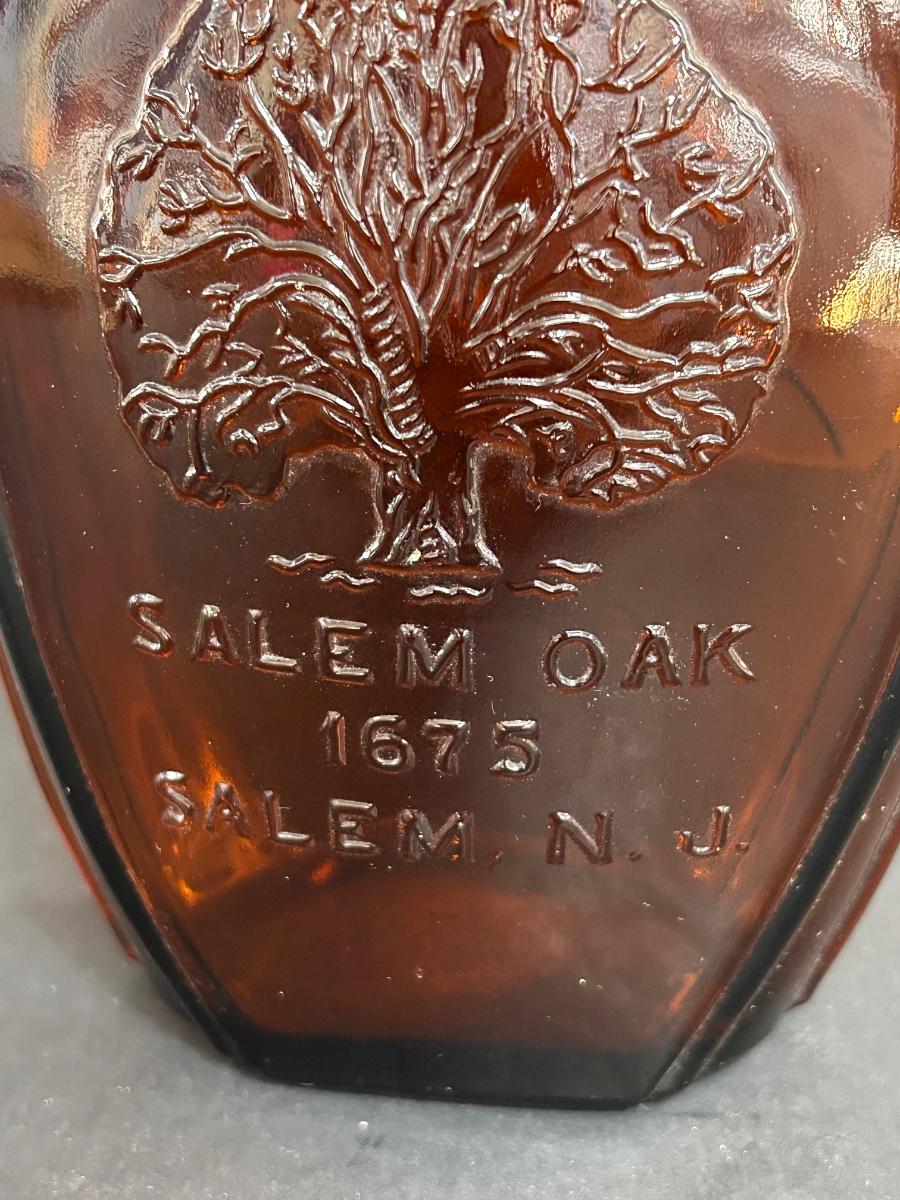 SALEM OAK
1675
SALEM, N. J.